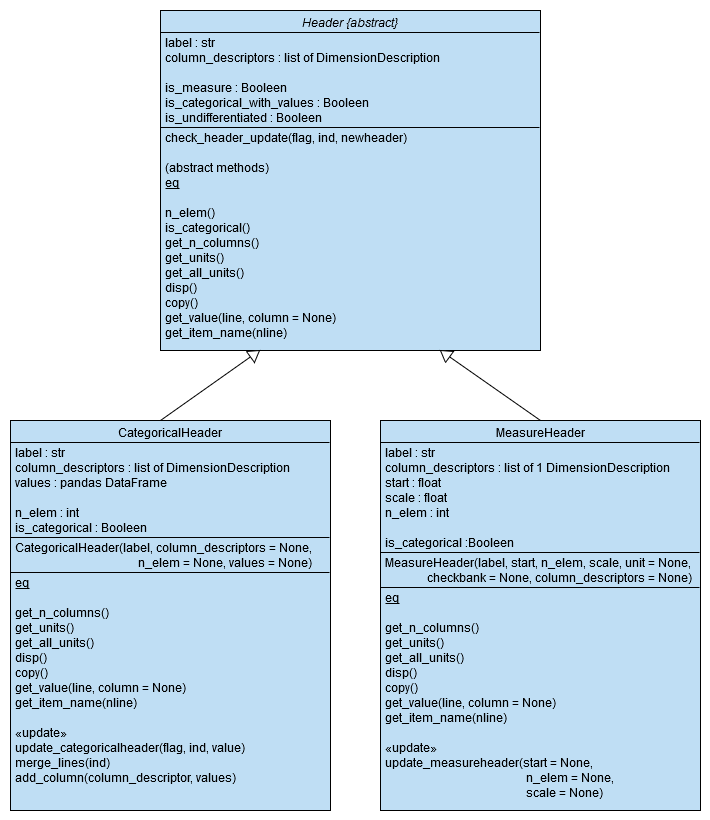 Header {abstract}
label : str
column_descriptors : list of DimensionDescription
is_measure : Booleen
is_categorical_with_values : Booleen
is_undifferentiated : Booleen
check_header_update(flag, ind, newheader)
(abstract methods)
eq
n_elem()
is_categorical()
get_n_columns()
get_units()
get_all_units()
disp()
copy()
get_value(line, column = None)
get_item_name(nline)
CategoricalHeader
label : str
column_descriptors : list of DimensionDescription
values : pandas DataFrame
n_elem : int
is_categorical : Booleen
CategoricalHeader(label, column_descriptors = None,
n_elem = None, values = None)
eq
get_n_columns()
get_units()
get_all_units()
disp()
copy()
get_value(line, column = None)
get_item_name(nline)
«update»
update_categoricalheader(flag, ind, value)
merge_lines(ind)
add_column(column_descriptor, values)
MeasureHeader
label : str
column_descriptors : list of 1 DimensionDescription
start : float
scale : float
n_elem : int
is_categorical :Booleen
MeasureHeader(label, start, n_elem, scale, unit = None,
checkbank = None, column_descriptors = None)
eq
get_n_columns()
get_units()
get_all_units()
disp()
copy()
get_value(line, column = None)
get_item_name(nline)
«update»
update_measureheader(start = None,
n_elem = None,
scale = None)